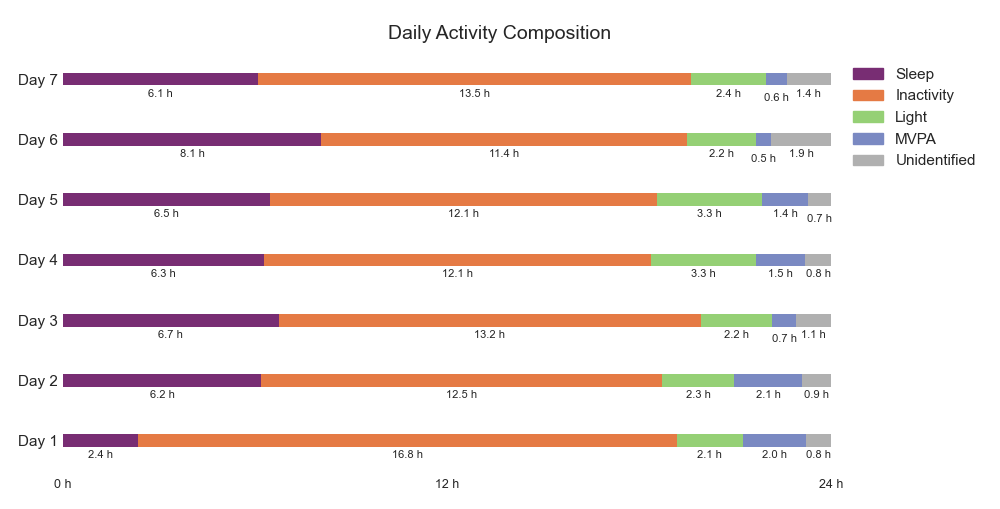 Daily Activity Composition
Day 7
6.1 h 13.5 h 2.4 h 0.6 h 1.4 h
Day 6
8.1 h 11.4 h 2.2 h 0.5 h 1.9 h
Day 5
6.5 h 12.1 h 3.3 h 1.4 h 0.7 h
Day 4
6.3 h 12.1 h 3.3 h 1.5 h 0.8 h
Day 3
6.7 h 13.2 h 2.2 h 0.7 h 1.1 h
Day 2
6.2 h 12.5 h 2.3 h 2.1 h 0.9 h
Day 1
2.4 h 16.8 h 2.1 h 2.0 h 0.8 h
0 h 12 h 24 h
Sleep
Inactivity
Light
MVPA
Unidentified